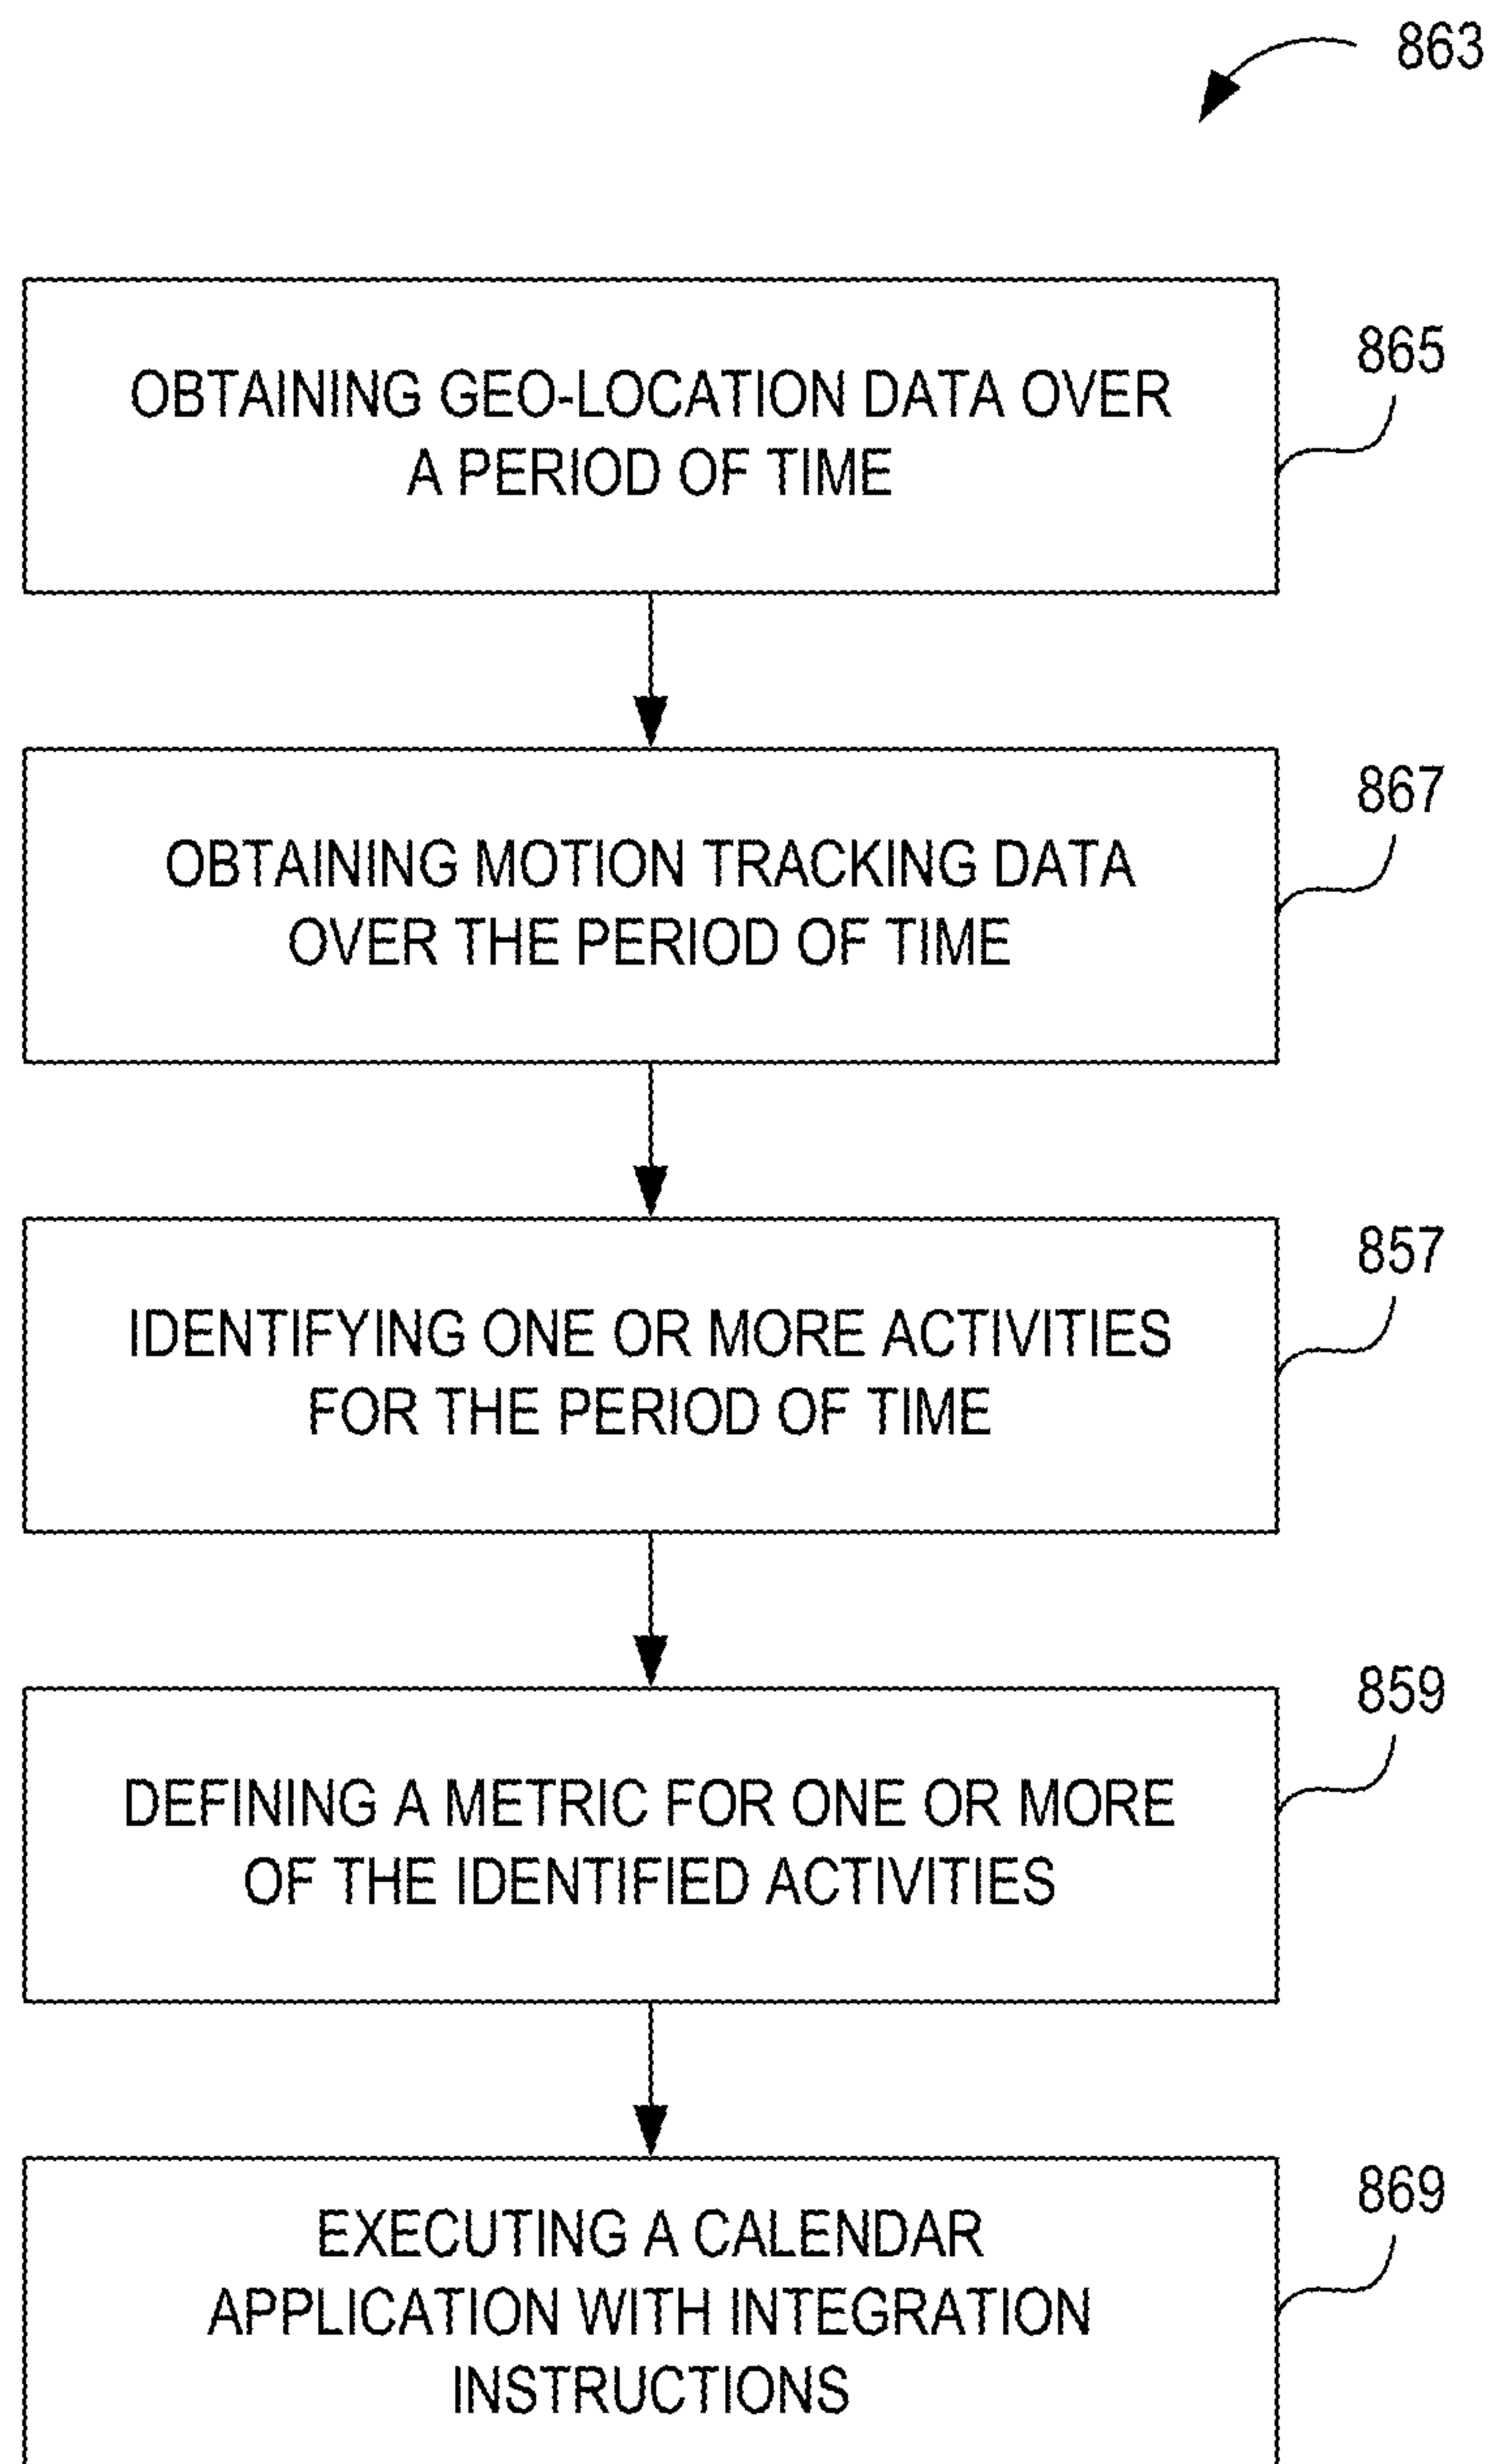 863
OBTAINING GEO-LOCATION DATA OVER
A PERIOD OF TIME
865
OBTAINING MOTION TRACKING DATA
OVER THE PERIOD OF TIME
867
IDENTIFYING ONE OR MORE ACTIVITIES
FOR THE PERIOD OF TIME
857
DEFINING A METRIC FOR ONE OR MORE
OF THE IDENTIFIED ACTIVITIES
859
EXECUTING A CALENDAR
APPLICATION WITH INTEGRATION
INSTRUCTIONS
869